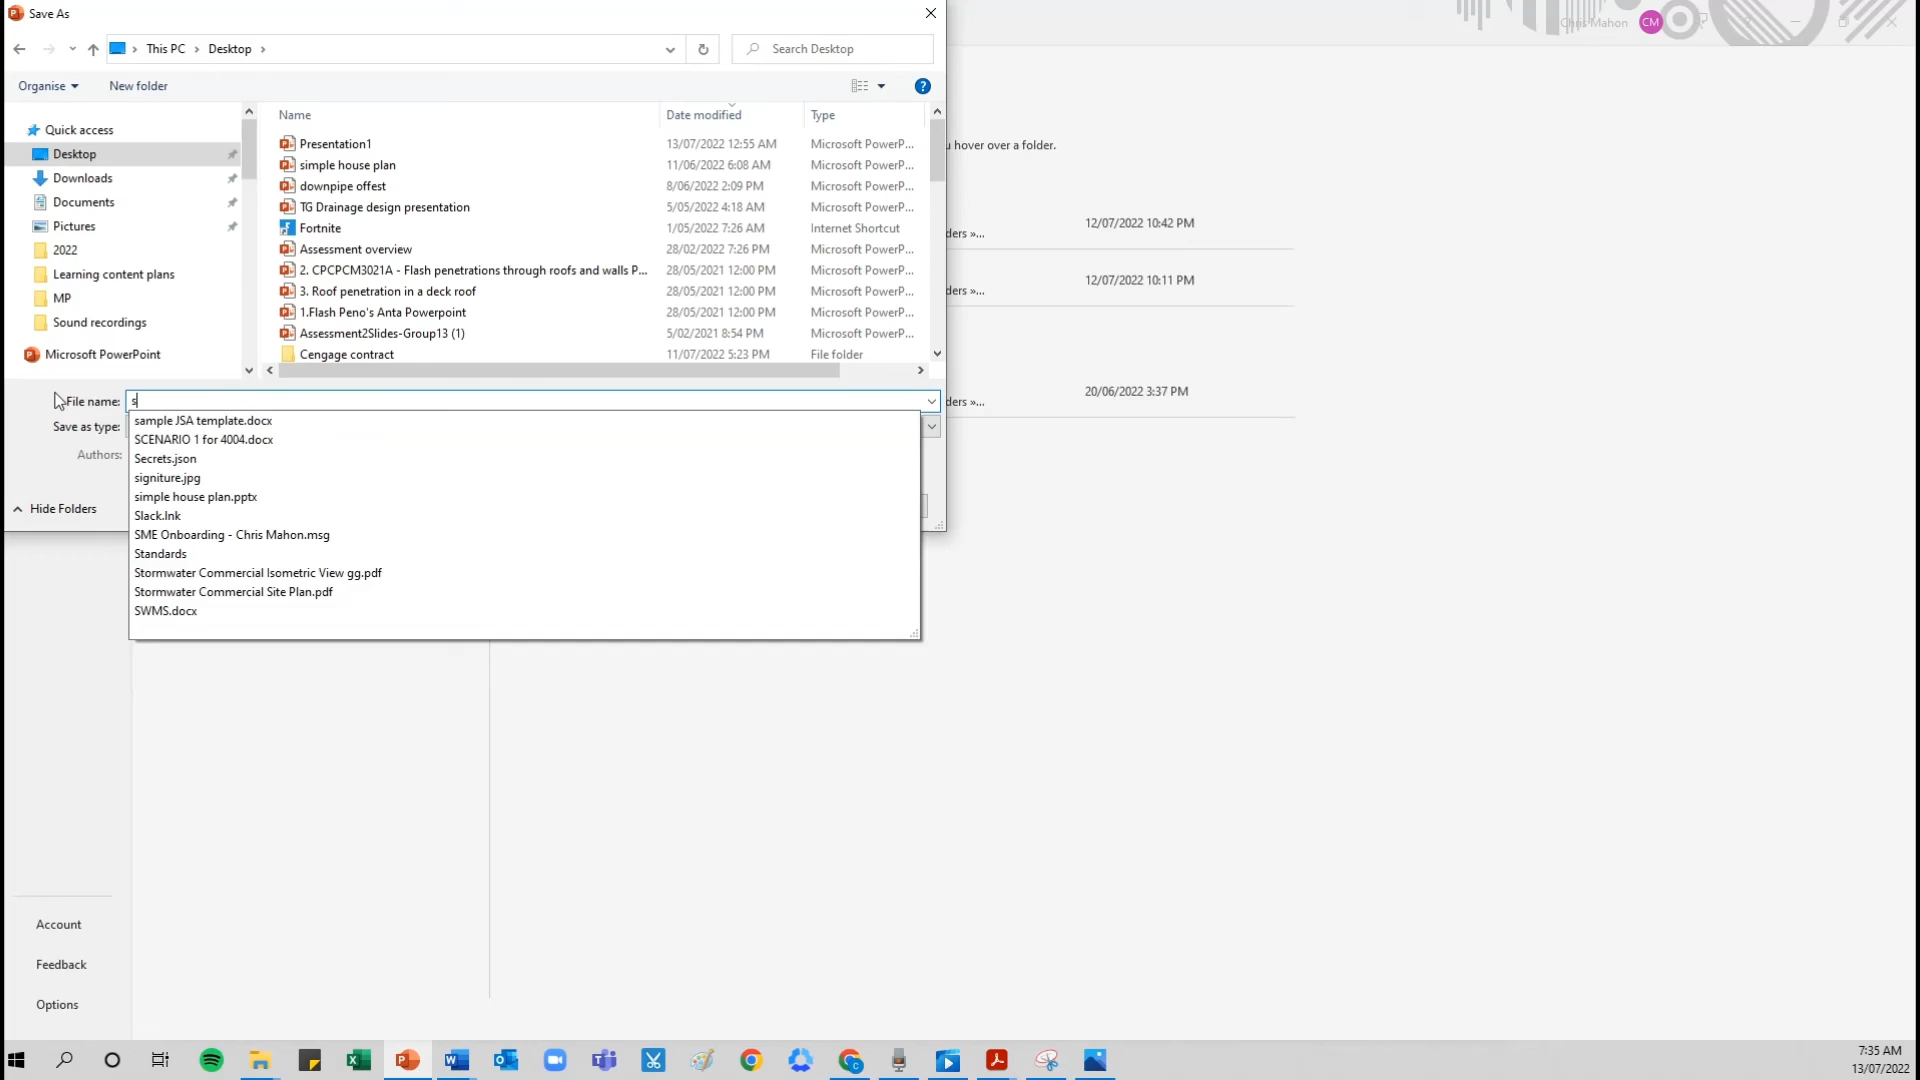 Save As
Chris Mahon
CM
This PC
Desktop
Search Desktop
Organise
New folder
Name
Date modified
Type
Quick access
Desktop
Downloads
Documents
Pictures
2022
Learning content plans
MP
Sound recordings
Microsoft PowerPoint
Presentation1 13/07/2022 12:55 AM Microsoft PowerP...
simple house plan 11/06/2022 6:08 AM Microsoft PowerP...
downpipe offest 8/06/2022 2:09 PM Microsoft PowerP...
TG Drainage design presentation 5/05/2022 4:18 AM Microsoft PowerP...
Fortnite 1/05/2022 7:26 AM Internet Shortcut
Assessment overview 28/02/2022 7:26 PM Microsoft PowerP...
2. CPCPCM3021A - Flash penetrations through roofs and walls P... 28/05/2021 12:00 PM Microsoft PowerP...
3. Roof penetration in a deck roof 28/05/2021 12:00 PM Microsoft PowerP...
1.Flash Peno's Anta Powerpoint 28/05/2021 12:00 PM Microsoft PowerP...
Assessment2Slides-Group13 (1) 5/02/2021 8:54 PM Microsoft PowerP...
Cengage contract 11/07/2022 5:23 PM File folder
hover over a folder.
12/07/2022 10:42 PM
ders »...
12/07/2022 10:11 PM
ders »...
20/06/2022 3:37 PM
ders »...
File name: s
Save as type:
Authors:
Hide Folders
sample JSA template.docx
SCENARIO 1 for 4004.docx
Secrets.json
signiture.jpg
simple house plan.pptx
Slack.lnk
SME Onboarding - Chris Mahon.msg
Standards
Stormwater Commercial Isometric View gg.pdf
Stormwater Commercial Site Plan.pdf
SWMS.docx
Account
Feedback
Options
7:35 AM
13/07/2022